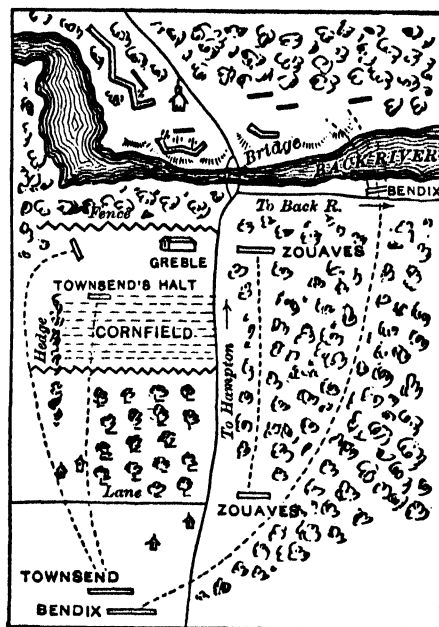 Bridge
BACK RIVER
BENDIX
To Back R.
Fence
ZOUAVES
GREBLE
TOWNSEND'S HALT
CORNFIELD
Hedge
To Hampton
Lane
ZOUAVES
TOWNSEND
BENDIX